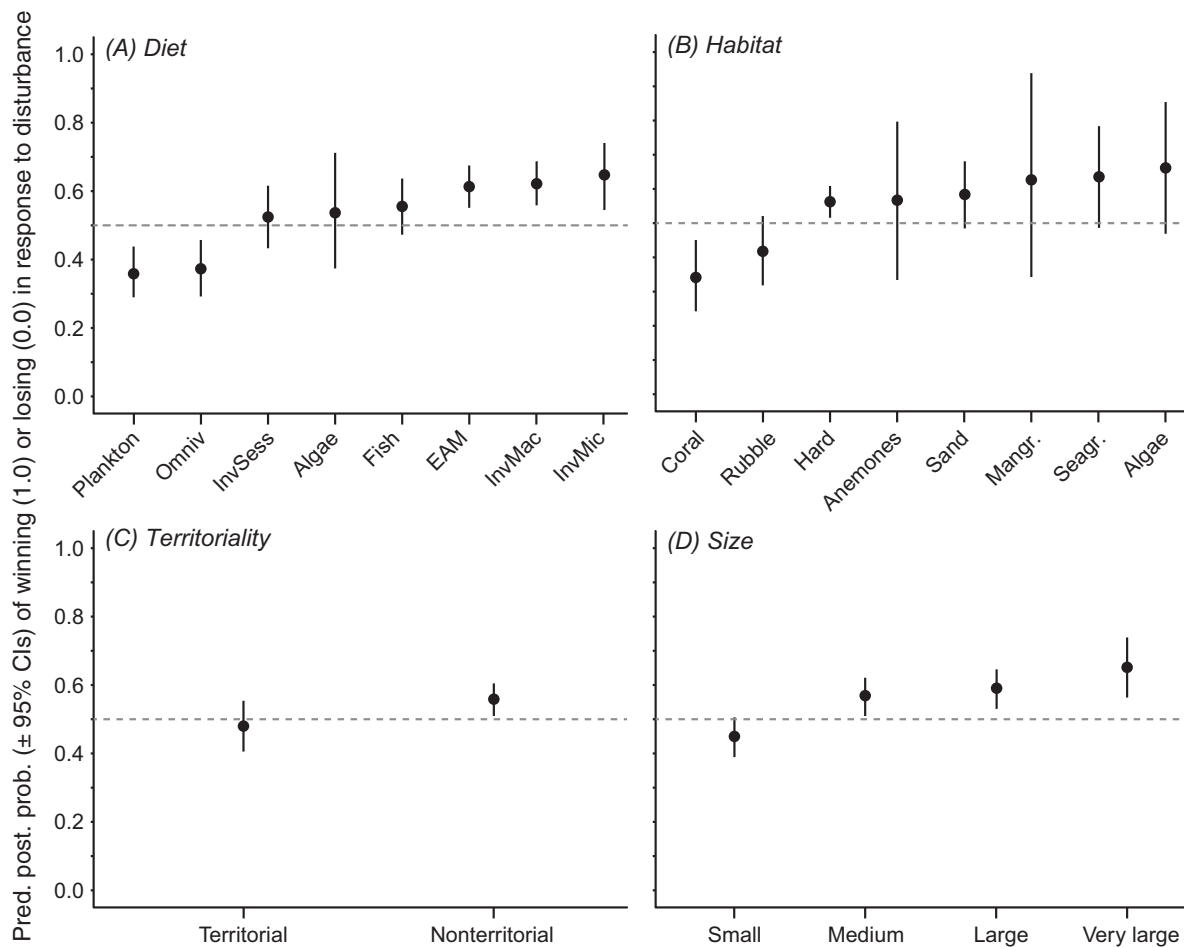 Pred. post. prob. (± 95% CIs) of winning (1.0) or losing (0.0) in response to disturbance
(A) Diet
1.0
0.8
0.6
0.4
0.2
0.0
Plankton
Omniv
InvSess
Algae
Fish
EAM
InvMac
InvMic
(B) Habitat
Coral
Rubble
Hard
Anemones
Sand
Mangr.
Seagr.
Algae
(C) Territoriality
1.0
0.8
0.6
0.4
0.2
0.0
Territorial
Nonterritorial
(D) Size
Small
Medium
Large
Very large